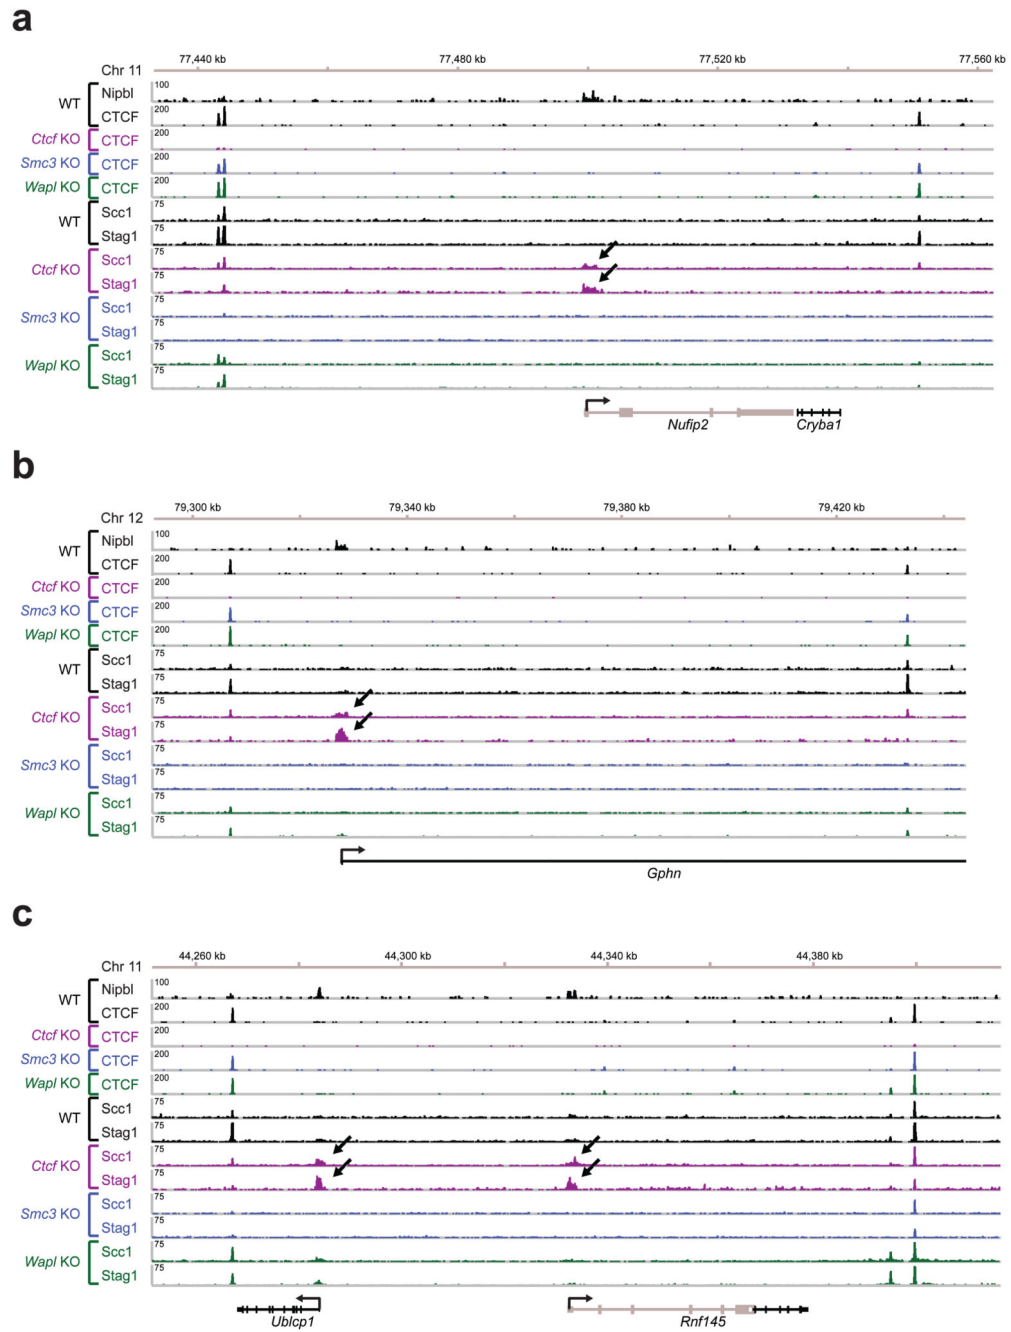 a
77,440 kb 77,480 kb 77,520 kb 77,560 kb
Chr 11
WT Nipbl 100
CTCF 200
Ctcf KO CTCF 200
Smc3 KO CTCF 200
Wapl KO CTCF 200
WT Scc1 75
Stag1 75
Ctcf KO Scc1 75
Stag1 75
Smc3 KO Scc1 75
Stag1 75
Wapl KO Scc1 75
Stag1 75
Nufip2 Cryba1
b
79,300 kb 79,340 kb 79,380 kb 79,420 kb
Chr 12
WT Nipbl 100
CTCF 200
Ctcf KO CTCF 200
Smc3 KO CTCF 200
Wapl KO CTCF 200
WT Scc1 75
Stag1 75
Ctcf KO Scc1 75
Stag1 75
Smc3 KO Scc1 75
Stag1 75
Wapl KO Scc1 75
Stag1 75
Gphn
c
44,260 kb 44,300 kb 44,340 kb 44,380 kb
Chr 11
WT Nipbl 100
CTCF 200
Ctcf KO CTCF 200
Smc3 KO CTCF 200
Wapl KO CTCF 200
WT Scc1 75
Stag1 75
Ctcf KO Scc1 75
Stag1 75
Smc3 KO Scc1 75
Stag1 75
Wapl KO Scc1 75
Stag1 75
Ublcp1 Rnf145